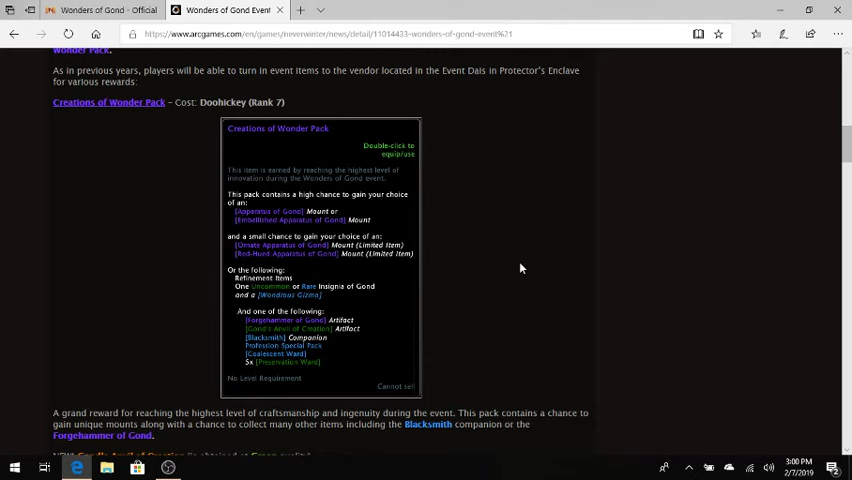 Wonders of Gond - Official
Wonders of Gond Event
https://www.arcgames.com/en/games/neverwinter/news/detail/11014433-wonders-of-gond-event%21
Wonder Pack.
As in previous years, players will be able to turn in event items to the vendor located in the Event Dais in Protector's Enclave
for various rewards:
Creations of Wonder Pack - Cost: Doohickey (Rank 7)
Creations of Wonder Pack
Double-click to
equip/use
This item is earned by reaching the highest level of
innovation during the Wonders of Gond event.
This pack contains a high chance to gain your choice
of an:
[Apparatus of Gond] Mount or
[Embellished Apparatus of Gond] Mount
and a small chance to gain your choice of an:
[Ornate Apparatus of Gond] Mount (Limited Item)
[Red-Hued Apparatus of Gond] Mount (Limited Item)
Or the following:
Refinement Items
One Uncommon or Rare Insignia of Gond
and a [Wondrous Gizmo]
And one of the following:
[Forgehammer of Gond] Artifact
[Gond's Anvil of Creation] Artifact
[Blacksmith] Companion
Profession Special Pack
[Coalescent Ward]
5x [Preservation Ward]
No Level Requirement
Cannot sell
A grand reward for reaching the highest level of craftsmanship and ingenuity during the event. This pack contains a chance to
gain unique mounts along with a chance to collect many other items including the Blacksmith companion or the
Forgehammer of Gond.
3:00 PM
2/7/2019